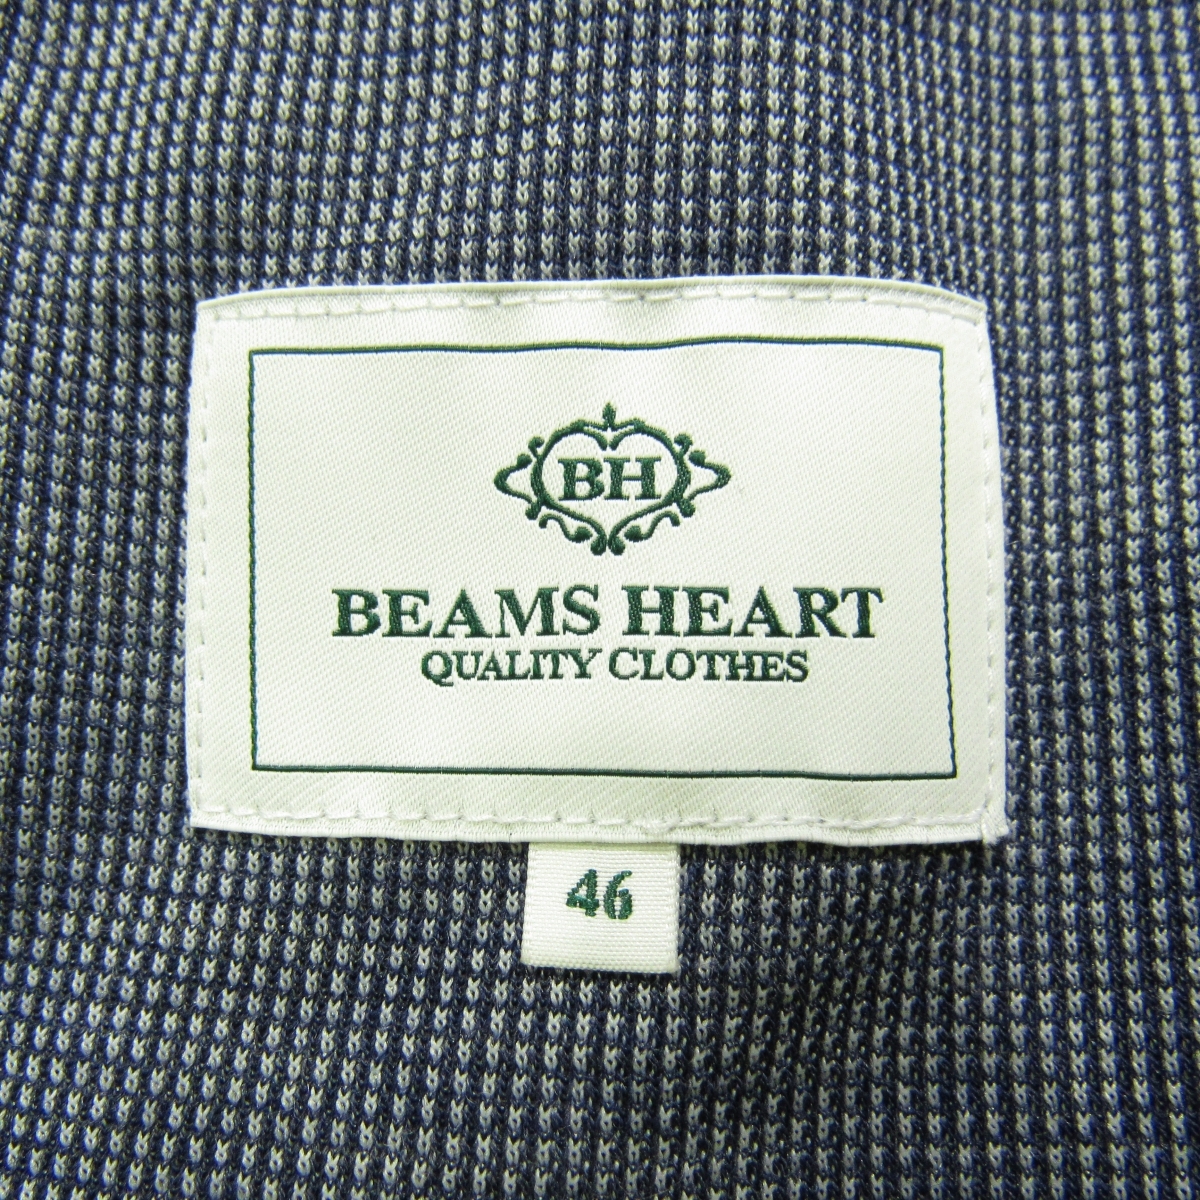 BH
BEAMS HEART
QUALITY CLOTHES
46